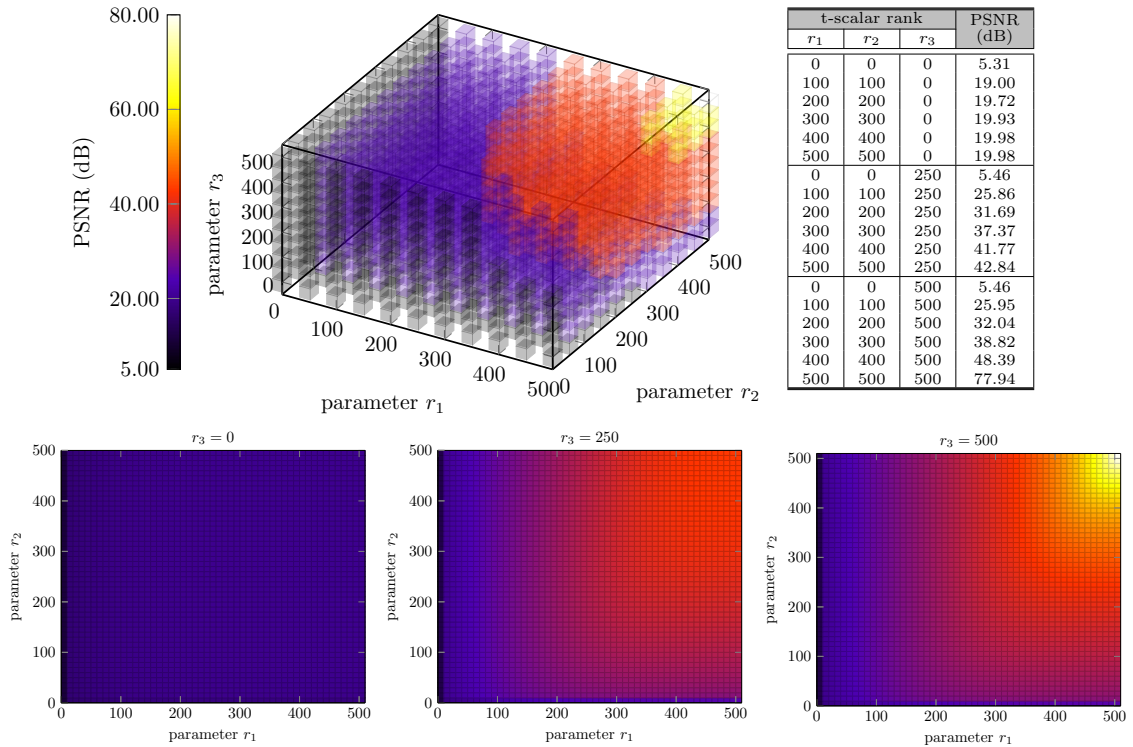 80.00
60.00
40.00
20.00
5.00
PSNR (dB)
500
400
300
200
100
0
parameter r3
0
100
200
300
400
500
parameter r1
0
100
200
300
400
500
parameter r2
t-scalar rank PSNR (dB)
r1 r2 r3
0 0 0 5.31
100 100 0 19.00
200 200 0 19.72
300 300 0 19.93
400 400 0 19.98
500 500 0 19.98
0 0 250 5.46
100 100 250 25.86
200 200 250 31.69
300 300 250 37.37
400 400 250 41.77
500 500 250 42.84
0 0 500 5.46
100 100 500 25.95
200 200 500 32.04
300 300 500 38.82
400 400 500 48.39
500 500 500 77.94
r3 = 0
500
400
300
200
100
0
parameter r2
0 100 200 300 400 500
parameter r1
r3 = 250
500
400
300
200
100
0
parameter r2
0 100 200 300 400 500
parameter r1
r3 = 500
500
400
300
200
100
0
parameter r2
0 100 200 300 400 500
parameter r1